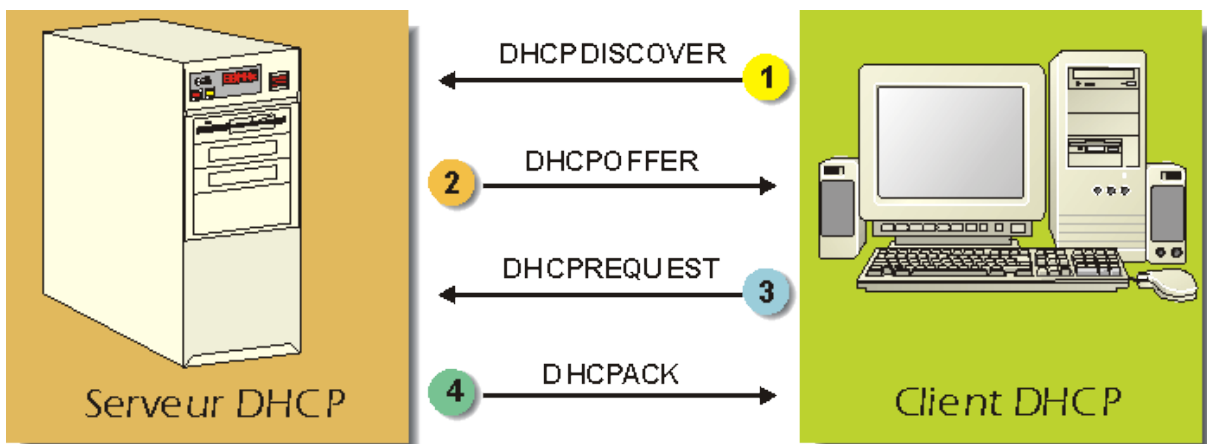 DHCPDISCOVER
1
DHCPOFFER
2
DHCPREQUEST
3
DHCPACK
4
Serveur DHCP
Client DHCP